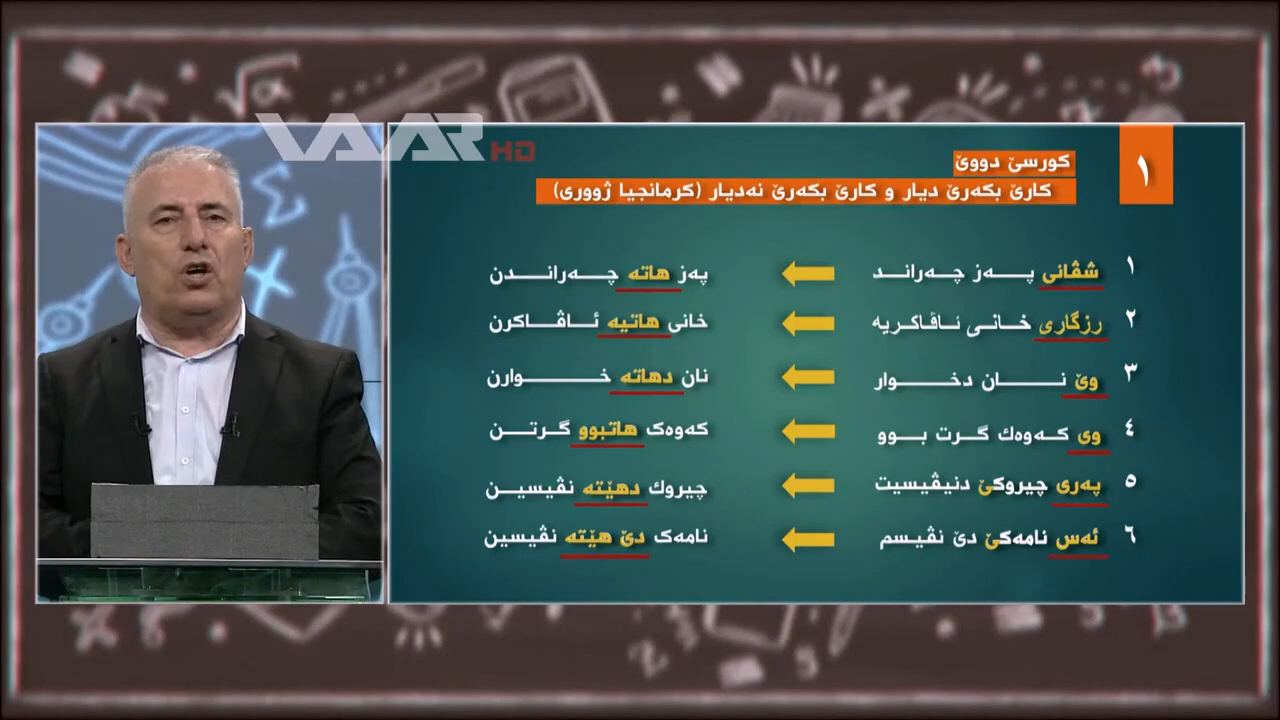 VAAR HD
١
کورسێ دووێ
کارێ بکەرێ دیار و کارێ بکەرێ نەدیار (کرمانجیا ژووری)
١ شڤانی پەز چەراند ← پەز هاتە چەراندن
٢ رزگاری خانی ئاڤاکریە ← خانی هاتیە ئاڤاکرن
٣ وێ نان دخوار ← نان دهاتە خوارن
٤ وی کەوەك گرت بوو ← کەوەک هاتبوو گرتن
٥ پەری چیروکێ دنیڤیسیت ← چیروك دهێتە نڤیسین
٦ ئەس نامەکێ دێ نڤیسم ← نامەک دێ هێتە نڤیسین